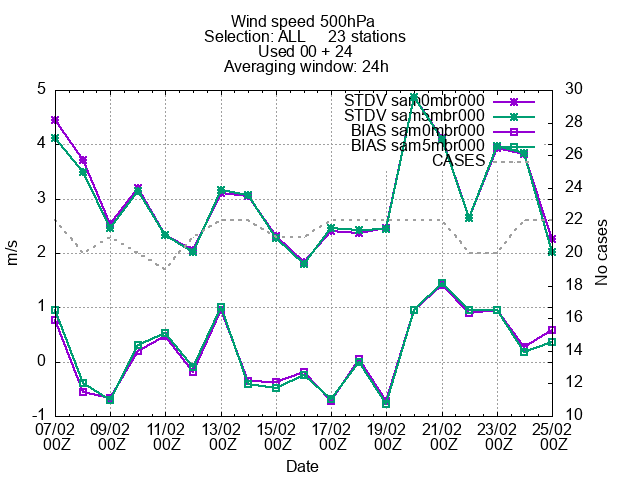 Wind speed 500hPa
Selection: ALL 23 stations
Used 00 + 24
Averaging window: 24h
STDV sam0mbr000
STDV sam5mbr000
BIAS sam0mbr000
BIAS sam5mbr000
CASES
m/s
5
4
3
2
1
0
-1
No cases
30
28
26
24
22
20
18
16
14
12
10
07/02 09/02 11/02 13/02 15/02 17/02 19/02 21/02 23/02 25/02
00Z 00Z 00Z 00Z 00Z 00Z 00Z 00Z 00Z 00Z
Date